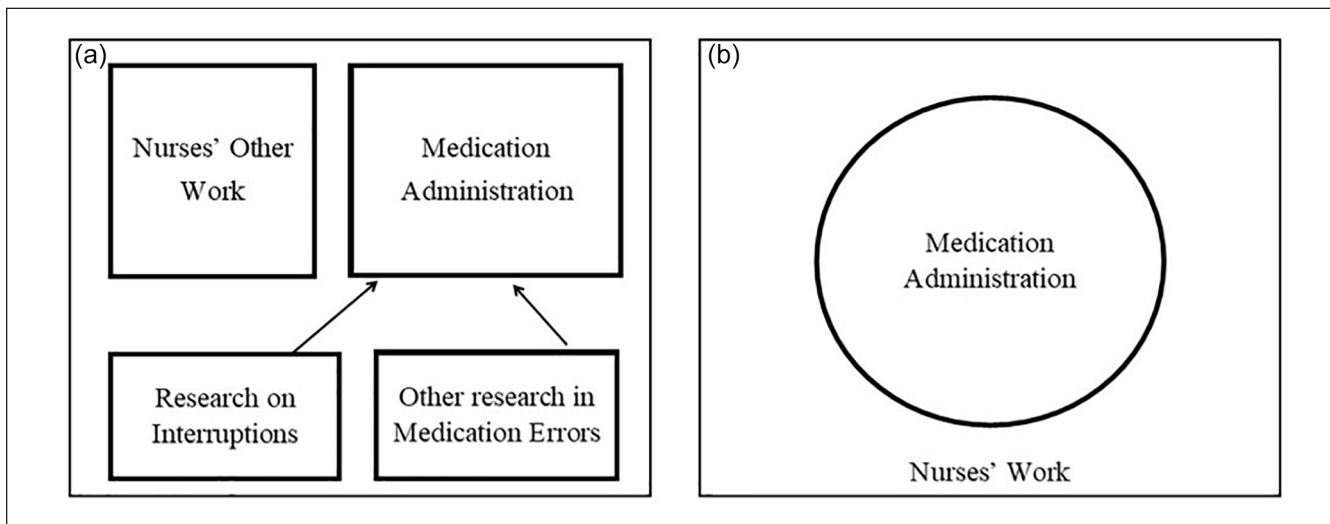 (a)
Nurses’ Other
Work
Medication
Administration
Research on
Interruptions
Other research in
Medication Errors
(b)
Medication
Administration
Nurses’ Work